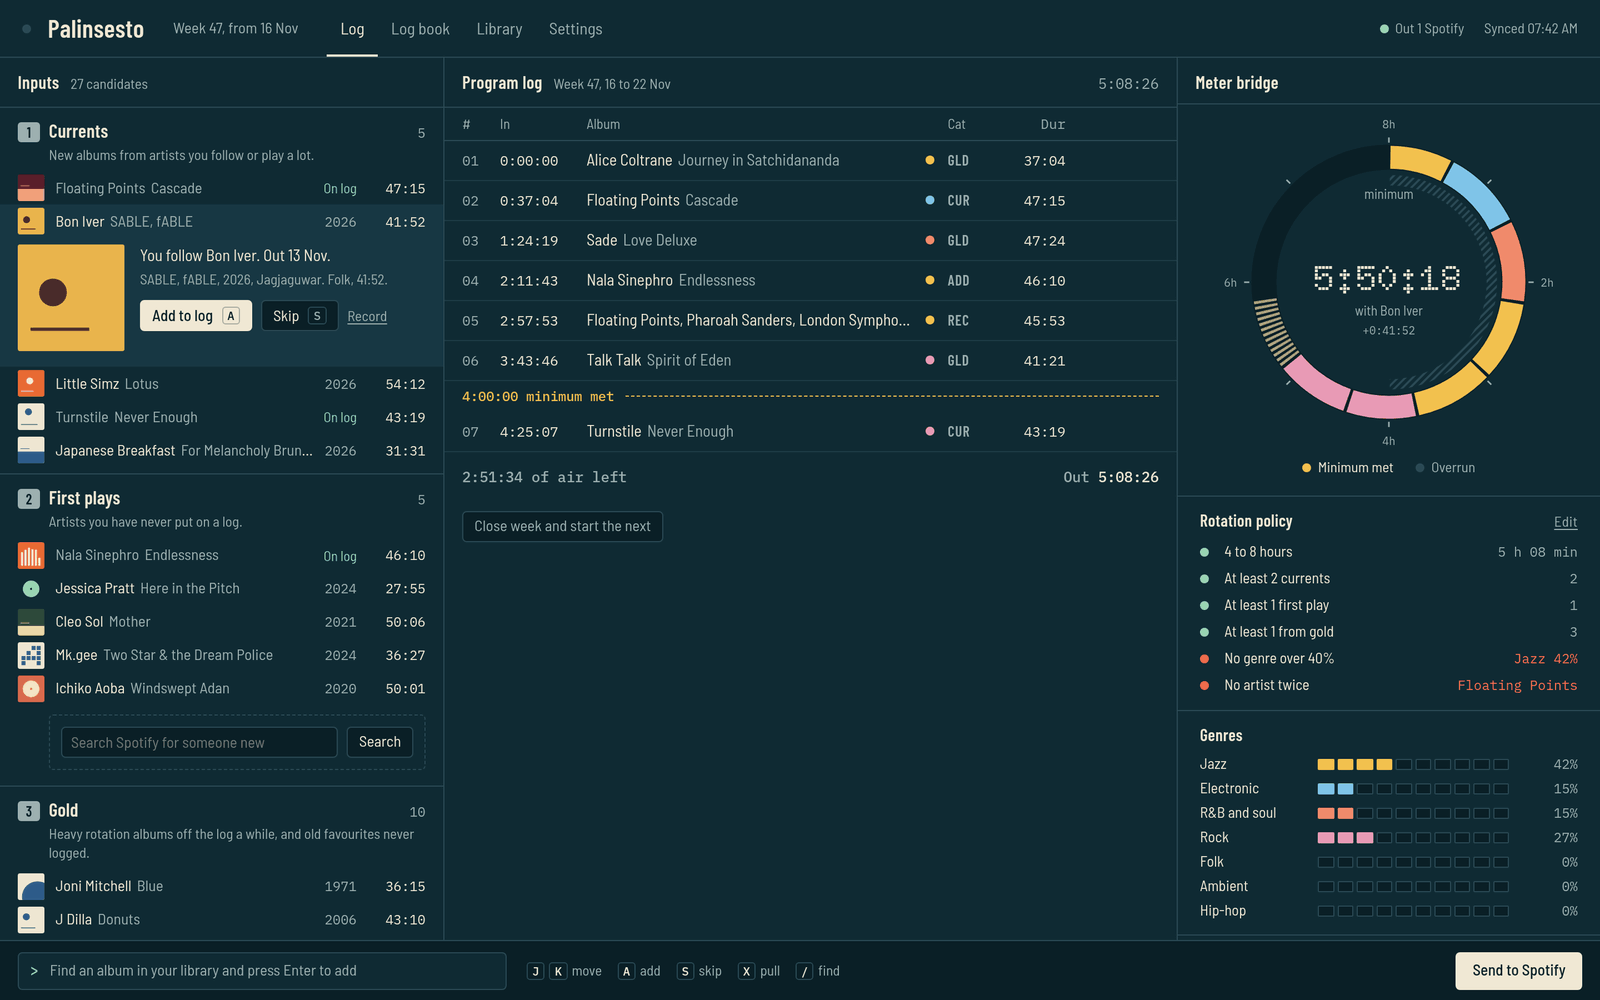 Palinsesto Week 47, from 16 Nov Log Log book Library Settings Out 1 Spotify Synced 07:42 AM
Inputs 27 candidates
1 Currents 5
New albums from artists you follow or play a lot.
Floating Points Cascade On log 47:15
Bon Iver SABLE, fABLE 2026 41:52
You follow Bon Iver. Out 13 Nov.
SABLE, fABLE, 2026, Jagjaguwar. Folk, 41:52.
Add to log A Skip S Record
Little Simz Lotus 2026 54:12
Turnstile Never Enough On log 43:19
Japanese Breakfast For Melancholy Brun... 2026 31:31
2 First plays 5
Artists you have never put on a log.
Nala Sinephro Endlessness On log 46:10
Jessica Pratt Here in the Pitch 2024 27:55
Cleo Sol Mother 2021 50:06
Mk.gee Two Star & the Dream Police 2024 36:27
Ichiko Aoba Windswept Adan 2020 50:01
Search Spotify for someone new Search
3 Gold 10
Heavy rotation albums off the log a while, and old favourites never
logged.
Joni Mitchell Blue 1971 36:15
J Dilla Donuts 2006 43:10
Program log Week 47, 16 to 22 Nov 5:08:26
# In Album Cat Dur
01 0:00:00 Alice Coltrane Journey in Satchidananda GLD 37:04
02 0:37:04 Floating Points Cascade CUR 47:15
03 1:24:19 Sade Love Deluxe GLD 47:24
04 2:11:43 Nala Sinephro Endlessness ADD 46:10
05 2:57:53 Floating Points, Pharoah Sanders, London Sympho... REC 45:53
06 3:43:46 Talk Talk Spirit of Eden GLD 41:21
4:00:00 minimum met
07 4:25:07 Turnstile Never Enough CUR 43:19
2:51:34 of air left Out 5:08:26
Close week and start the next
Meter bridge
8h
minimum
5:50:18
6h 2h
with Bon Iver
+0:41:52
4h
Minimum met Overrun
Rotation policy Edit
4 to 8 hours 5 h 08 min
At least 2 currents 2
At least 1 first play 1
At least 1 from gold 3
No genre over 40% Jazz 42%
No artist twice Floating Points
Genres
Jazz 42%
Electronic 15%
R&B and soul 15%
Rock 27%
Folk 0%
Ambient 0%
Hip-hop 0%
> Find an album in your library and press Enter to add J K move A add S skip X pull / find Send to Spotify